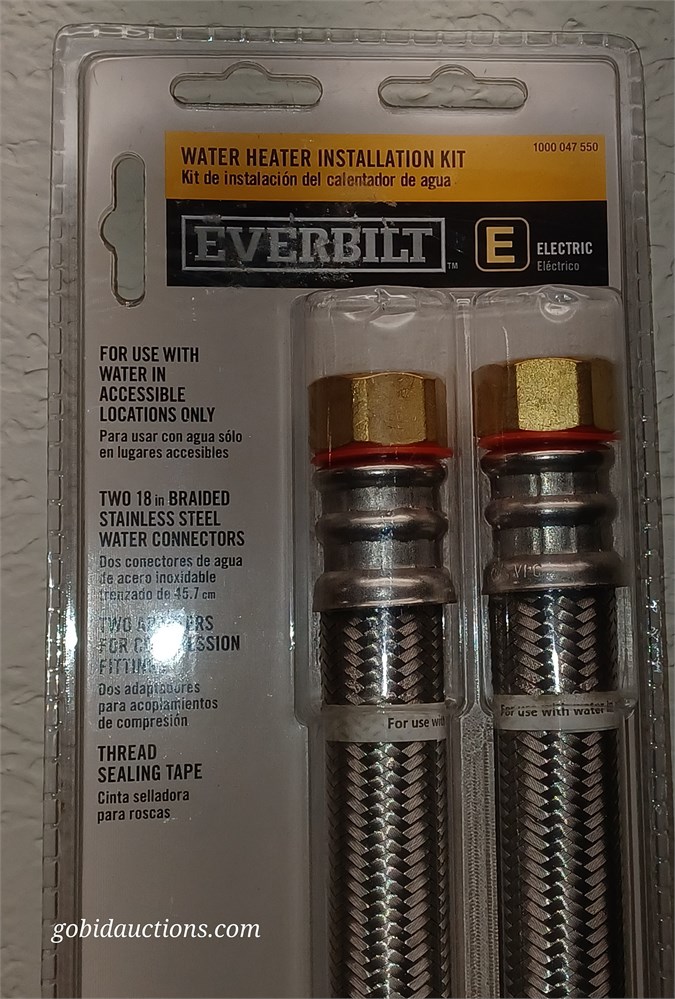 WATER HEATER INSTALLATION KIT
1000 047 550
Kit de instalación del calentador de agua
EVERBILT™
E
ELECTRIC
Eléctrico
FOR USE WITH
WATER IN
ACCESSIBLE
LOCATIONS ONLY
Para usar con agua sólo
en lugares accesibles
TWO 18 in BRAIDED
STAINLESS STEEL
WATER CONNECTORS
Dos conectores de agua
de acero inoxidable
trenzado de 45.7 cm
TWO
FOR
Dos adaptadores
para acoplamientos
de compresión
THREAD
SEALING TAPE
Cinta selladora
para roscas
VPC
For use with
For use with water
gobidauctions.com